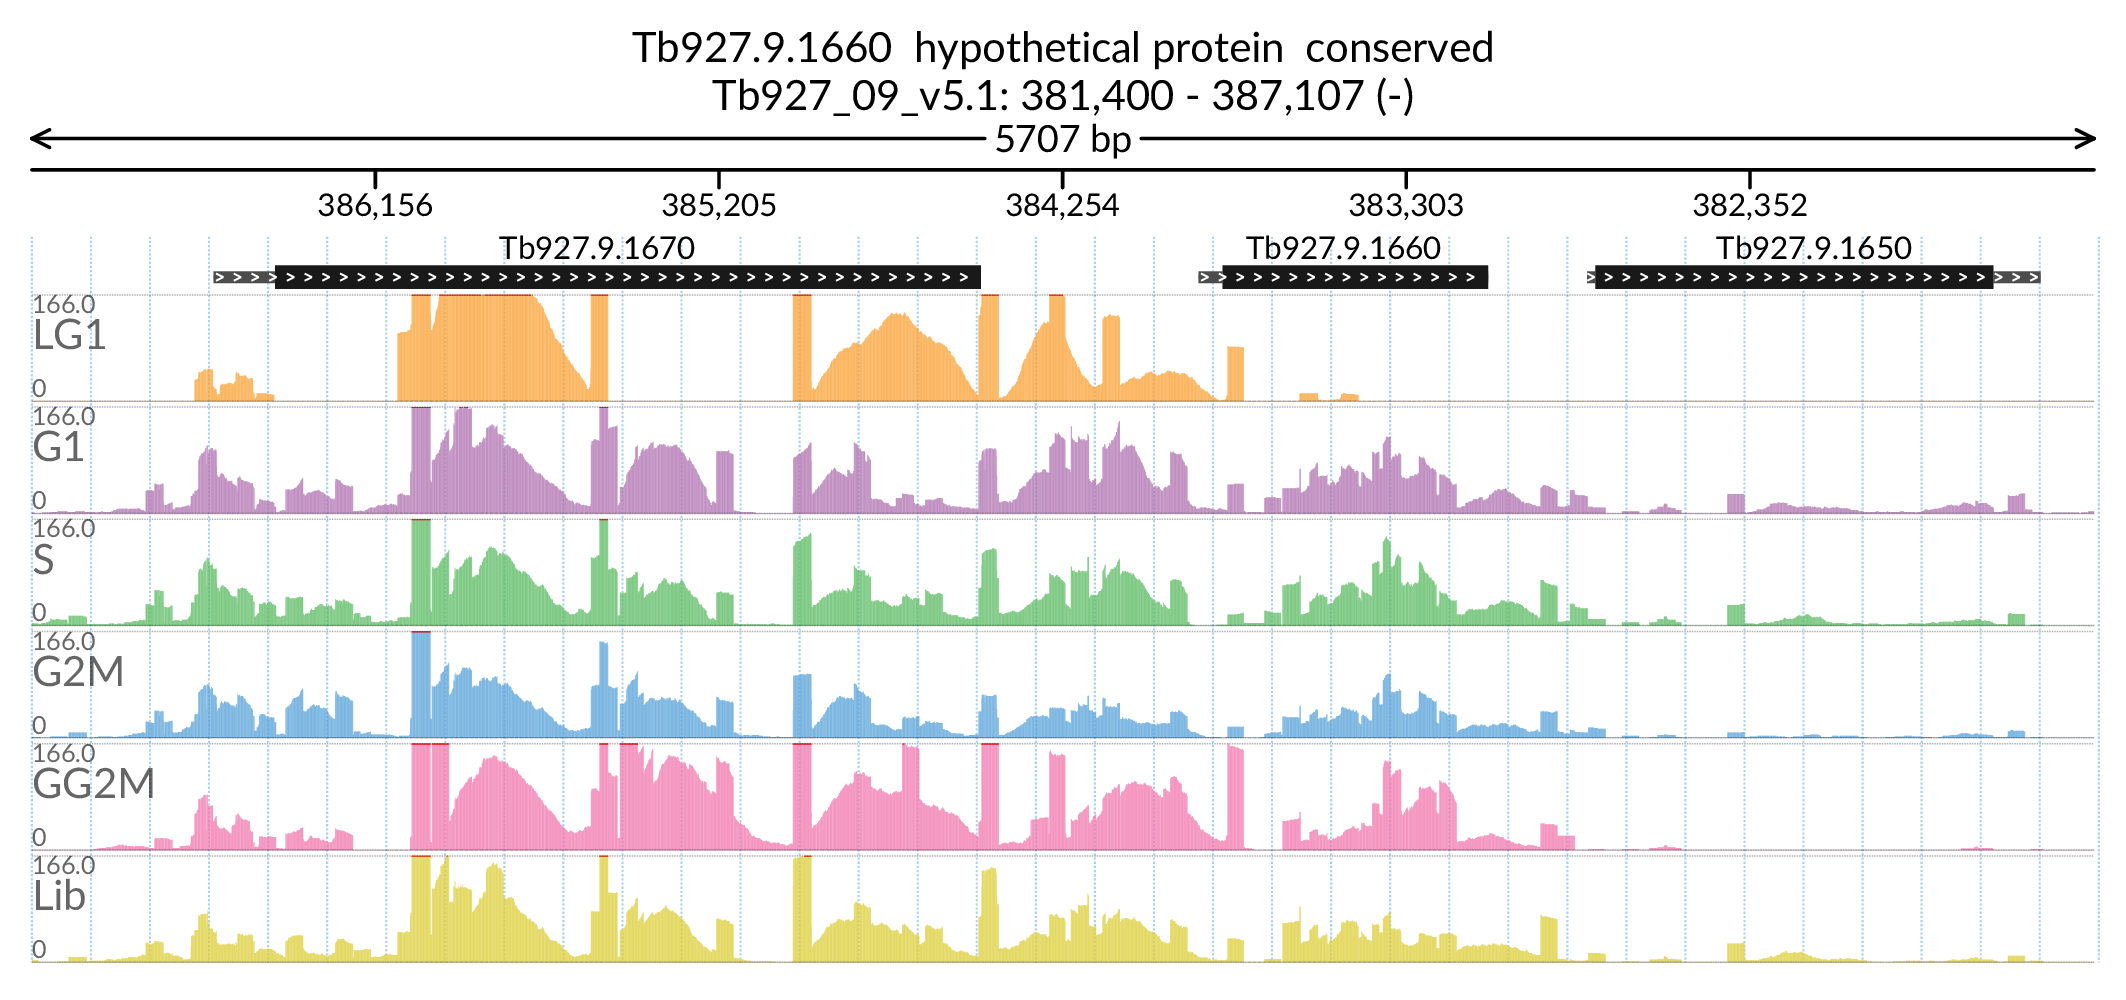 Tb927.9.1660  hypothetical protein  conserved
Tb927_09_v5.1: 381,400 - 387,107 (-)
5707 bp
386,156 385,205 384,254 383,303 382,352
Tb927.9.1670 Tb927.9.1660 Tb927.9.1650
166.0
LG1
0
166.0
G1
0
166.0
S
0
166.0
G2M
0
166.0
GG2M
0
166.0
Lib
0